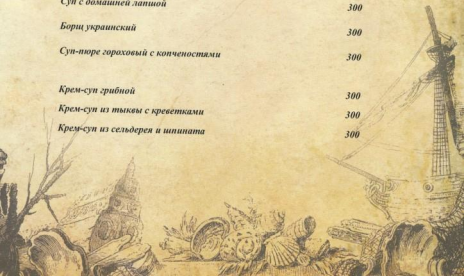 Суп с домашней лапшой 300
Борщ украинский 300
Суп-пюре гороховый с копченостями 300
Крем-суп грибной 300
Крем-суп из тыквы с креветками 300
Крем-суп из сельдерея и шпината 300